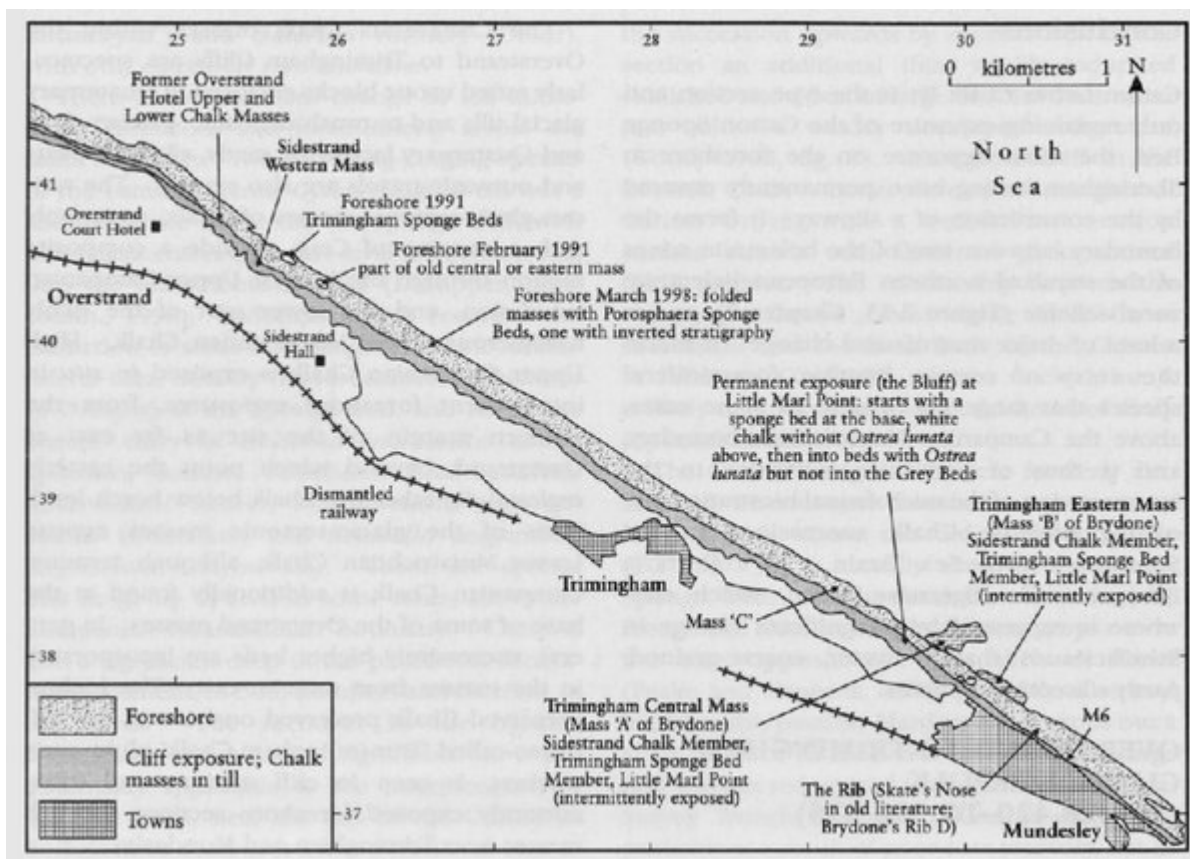 25
26
27
28
30
31
Former Overstrand
Hotel Upper and
Lower Chalk Masses
0 kilometres 1
N
North
Sea
Sidestrand
Western Mass
41
Foreshore 1991
Trimingham Sponge Beds
Overstrand
Court Hotel
Foreshore February 1991
part of old central or eastern mass
Overstrand
Foreshore March 1998: folded
masses with Porosphaera Sponge
Beds, one with inverted stratigraphy
Sidestrand
Hall
40
Permanent exposure (the Bluff) at
Little Marl Point: starts with a
sponge bed at the base, white
chalk without Ostrea lunata
above, then into beds with Ostrea
lunata but not into the Grey Beds
39
Dismantled
railway
Trimingham Eastern Mass
(Mass 'B' of Brydone)
Sidestrand Chalk Member,
Trimingham Sponge Bed
Member, Little Marl Point
(intermittently exposed)
Trimingham
Mass 'C'
38
Trimingham Central Mass
(Mass 'A' of Brydone)
Sidestrand Chalk Member,
Trimingham Sponge Bed
Member, Little Marl Point
(intermittently exposed)
M6
The Rib (Skate's Nose
in old literature;
Brydone's Rib D)
Mundesley
Foreshore
Cliff exposure; Chalk
masses in till
Towns
37